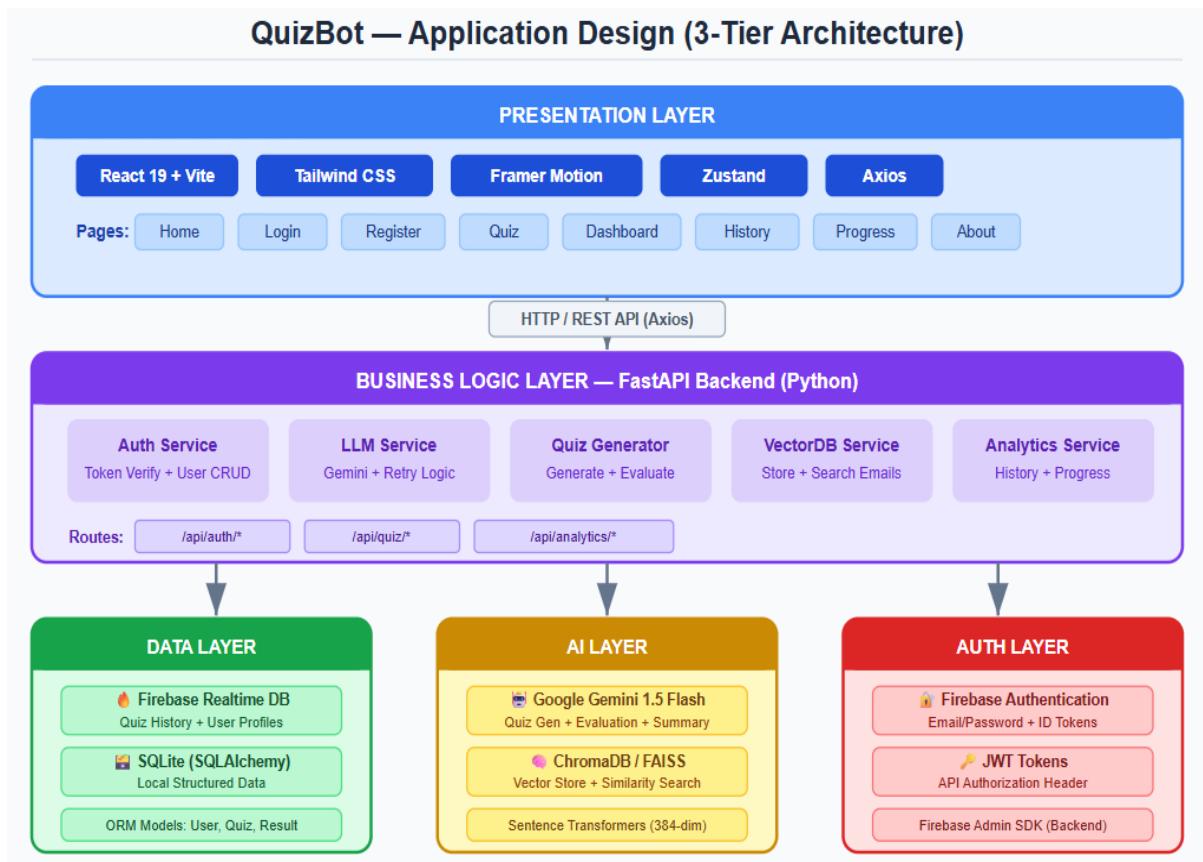 QuizBot — Application Design (3-Tier Architecture)
PRESENTATION LAYER
React 19 + Vite
Tailwind CSS
Framer Motion
Zustand
Axios
Pages:
Home
Login
Register
Quiz
Dashboard
History
Progress
About
HTTP / REST API (Axios)
BUSINESS LOGIC LAYER — FastAPI Backend (Python)
Auth Service
Token Verify + User CRUD
LLM Service
Gemini + Retry Logic
Quiz Generator
Generate + Evaluate
VectorDB Service
Store + Search Emails
Analytics Service
History + Progress
Routes:
/api/auth/*
/api/quiz/*
/api/analytics/*
DATA LAYER
Firebase Realtime DB
Quiz History + User Profiles
SQLite (SQLAlchemy)
Local Structured Data
ORM Models: User, Quiz, Result
AI LAYER
Google Gemini 1.5 Flash
Quiz Gen + Evaluation + Summary
ChromaDB / FAISS
Vector Store + Similarity Search
Sentence Transformers (384-dim)
AUTH LAYER
Firebase Authentication
Email/Password + ID Tokens
JWT Tokens
API Authorization Header
Firebase Admin SDK (Backend)